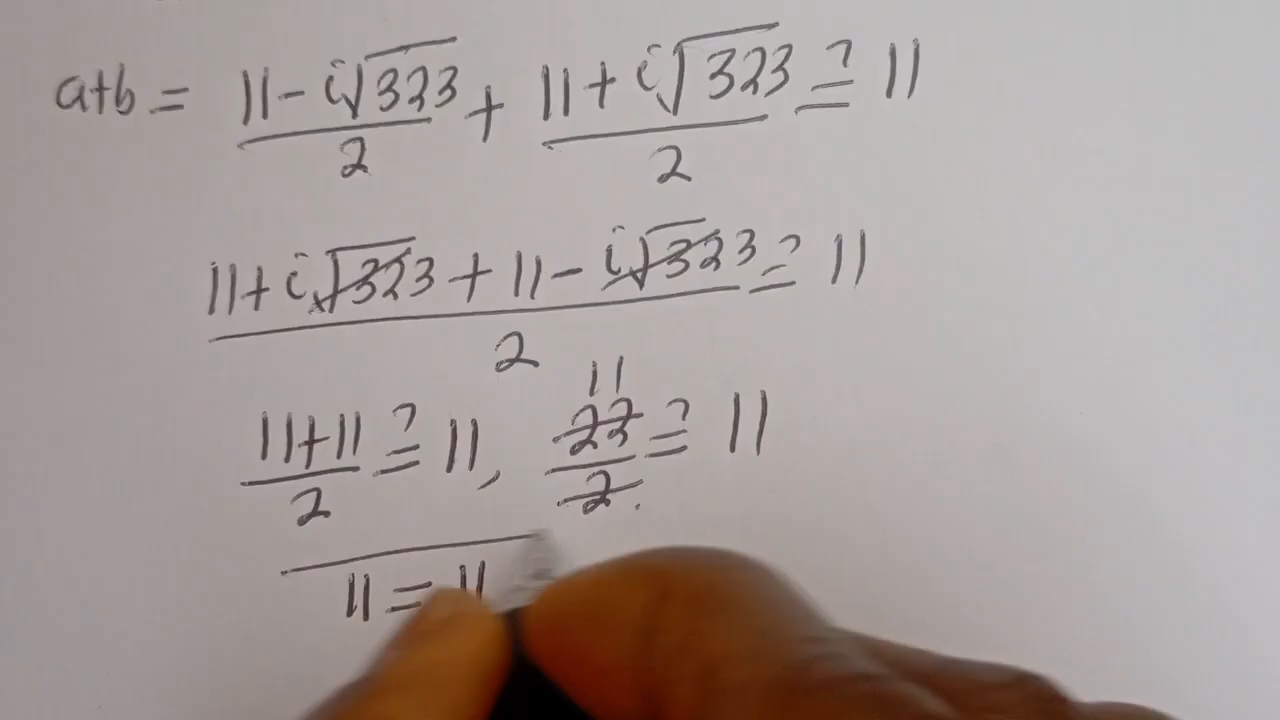 a+b = (11 - i√323)/2 + (11 + i√323)/2 ≟ 11
(11 + i√323 + 11 - i√323)/2 ≟ 11
(11+11)/2 ≟ 11, 22/2 ≟ 11 11
11 = 11